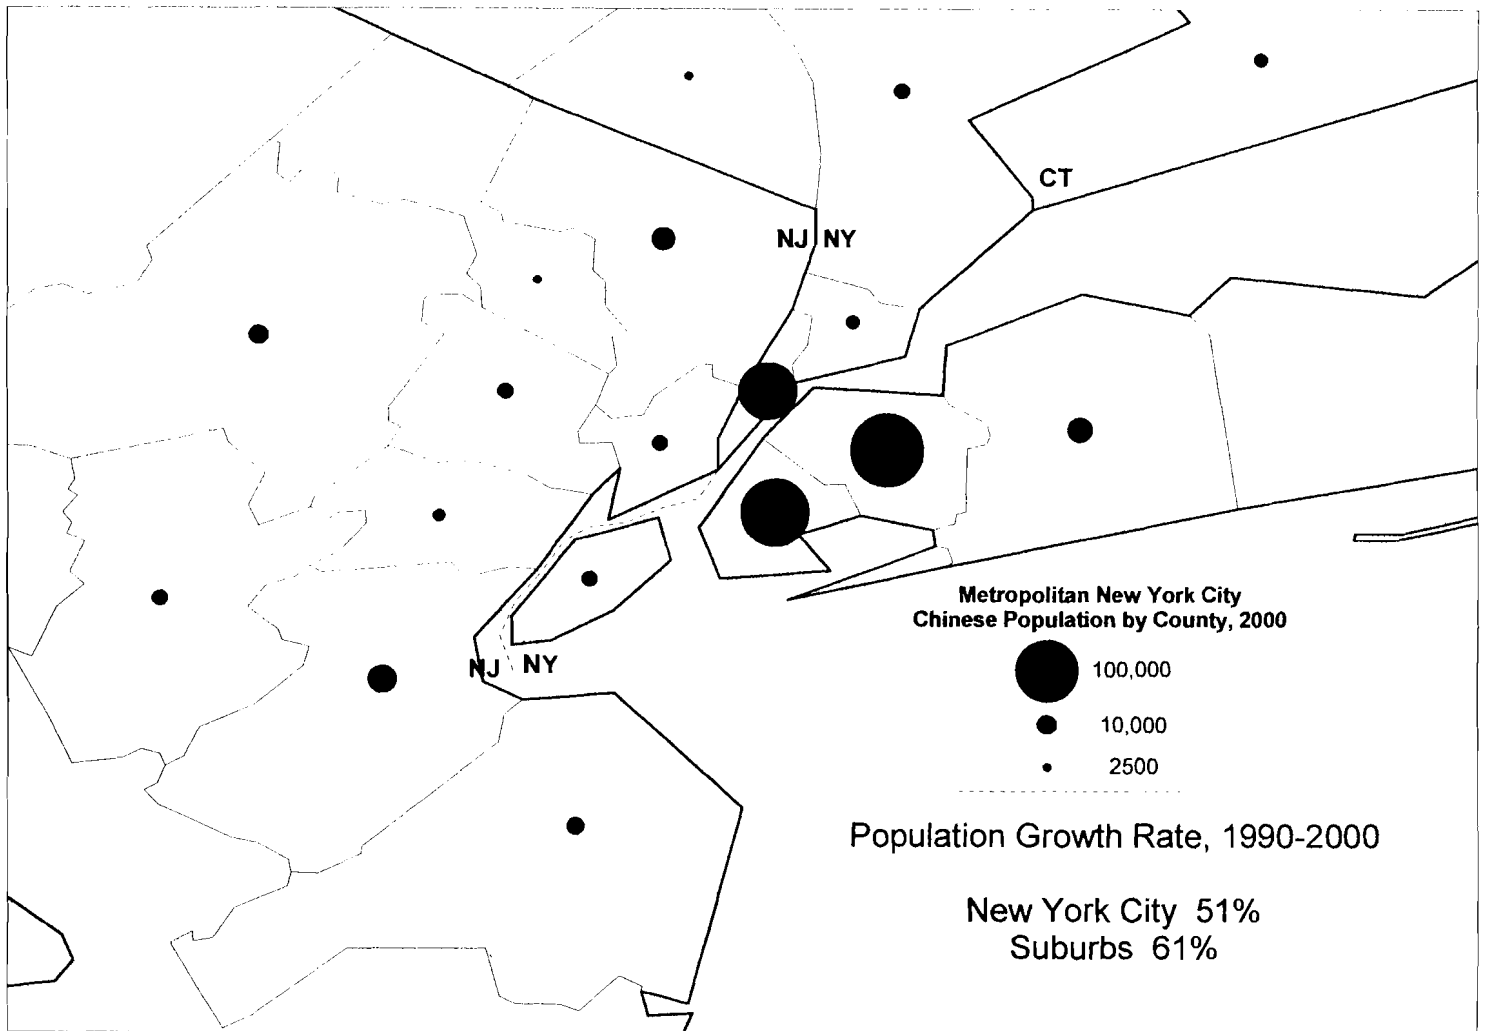 CT
NJ NY
NJ NY
Metropolitan New York City
Chinese Population by County, 2000
100,000
10,000
2500
Population Growth Rate, 1990-2000
New York City 51%
Suburbs 61%